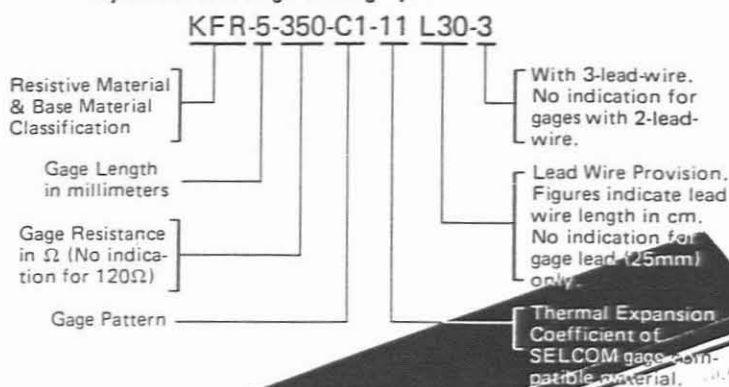 KFR-5-350-C1-11 L30-3
Resistive Material
& Base Material
Classification
Gage Length
in millimeters
Gage Resistance
in Ω (No indica-
tion for 120Ω)
Gage Pattern
With 3-lead-wire.
No indication for
gages with 2-lead-
wire.
Lead Wire Provision.
Figures indicate lead
wire length in cm.
No indication for
gage lead (25mm)
only.
Thermal Expansion
Coefficient of
SELCOM gage com-
patible material.